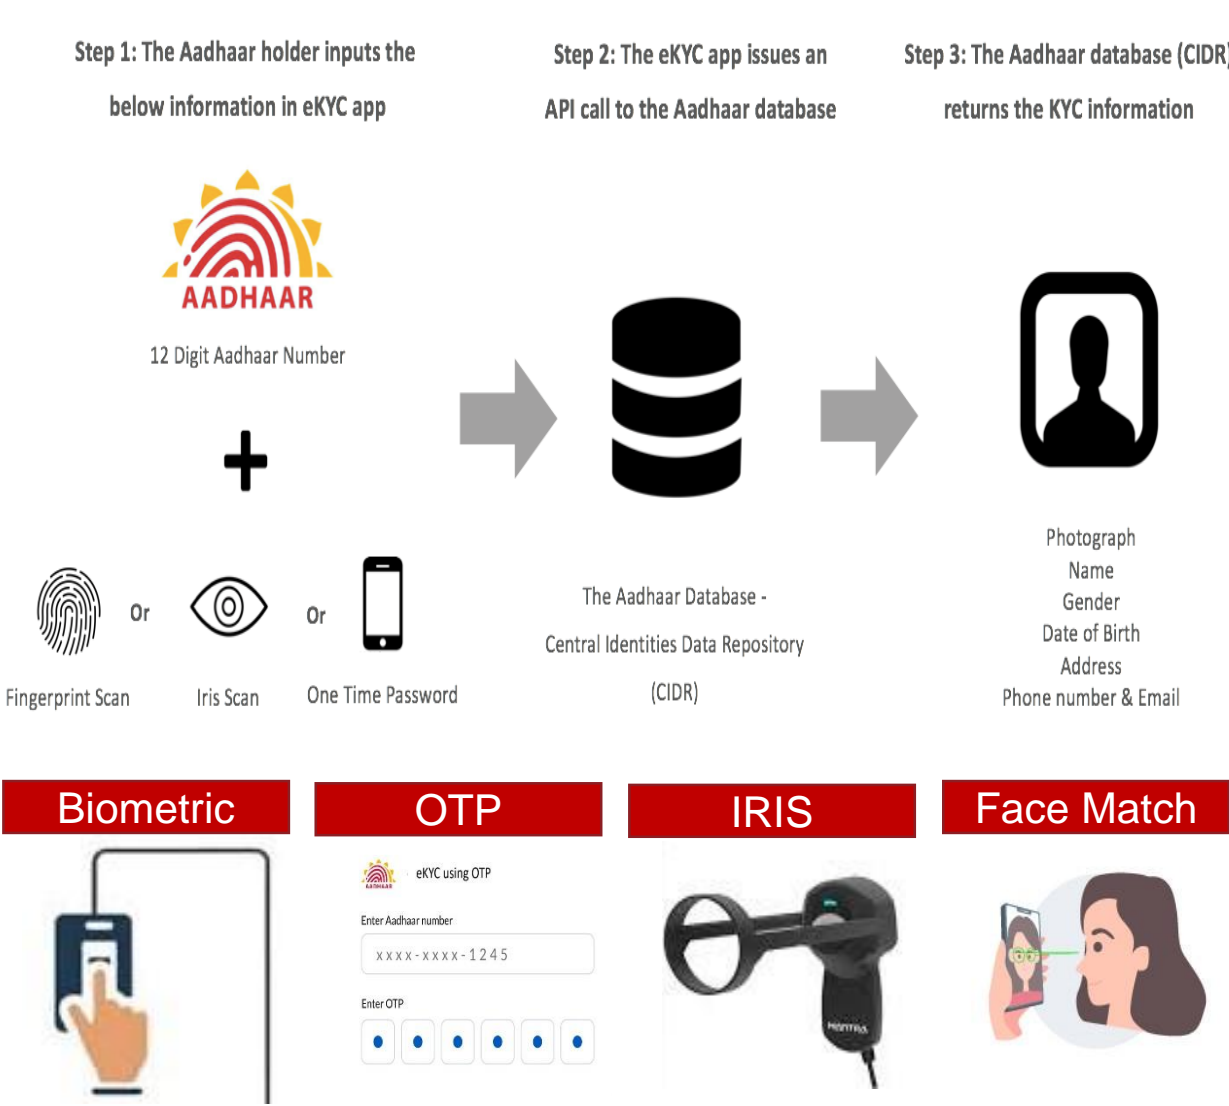 Step 1: The Aadhaar holder inputs the
below information in eKYC app
Step 2: The eKYC app issues an
API call to the Aadhaar database
Step 3: The Aadhaar database (CIDR)
returns the KYC information
AADHAAR
12 Digit Aadhaar Number
Or
Or
Fingerprint Scan
Iris Scan
One Time Password
The Aadhaar Database -
Central Identities Data Repository
(CIDR)
Photograph
Name
Gender
Date of Birth
Address
Phone number & Email
Biometric
OTP
IRIS
Face Match
AADHAAR
eKYC using OTP
Enter Aadhaar number
xxxx-xxxx-1245
Enter OTP
MANTRA